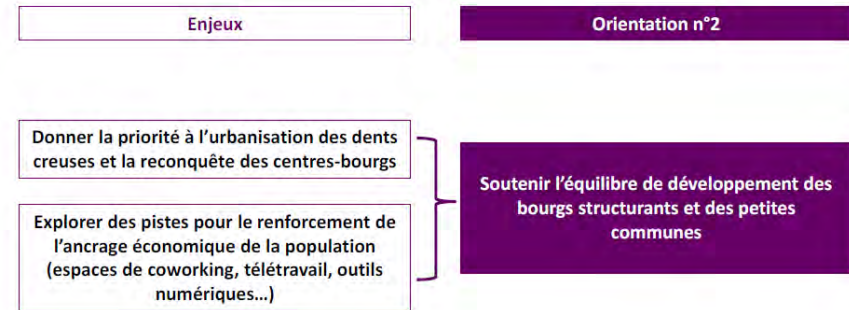 Enjeux
Orientation n°2
Donner la priorité à l'urbanisation des dents
creuses et la reconquête des centres-bourgs
Explorer des pistes pour le renforcement de
l'ancrage économique de la population
(espaces de coworking, télétravail, outils
numériques...)
Soutenir l'équilibre de développement des
bourgs structurants et des petites
communes